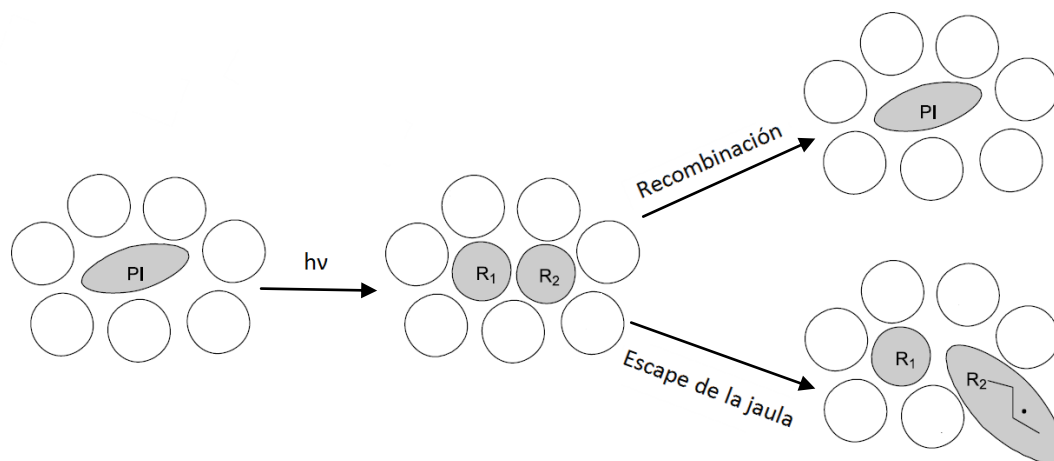 PI
hν
R₁
R₂
Recombinación
PI
Escape de la jaula
R₁
R₂